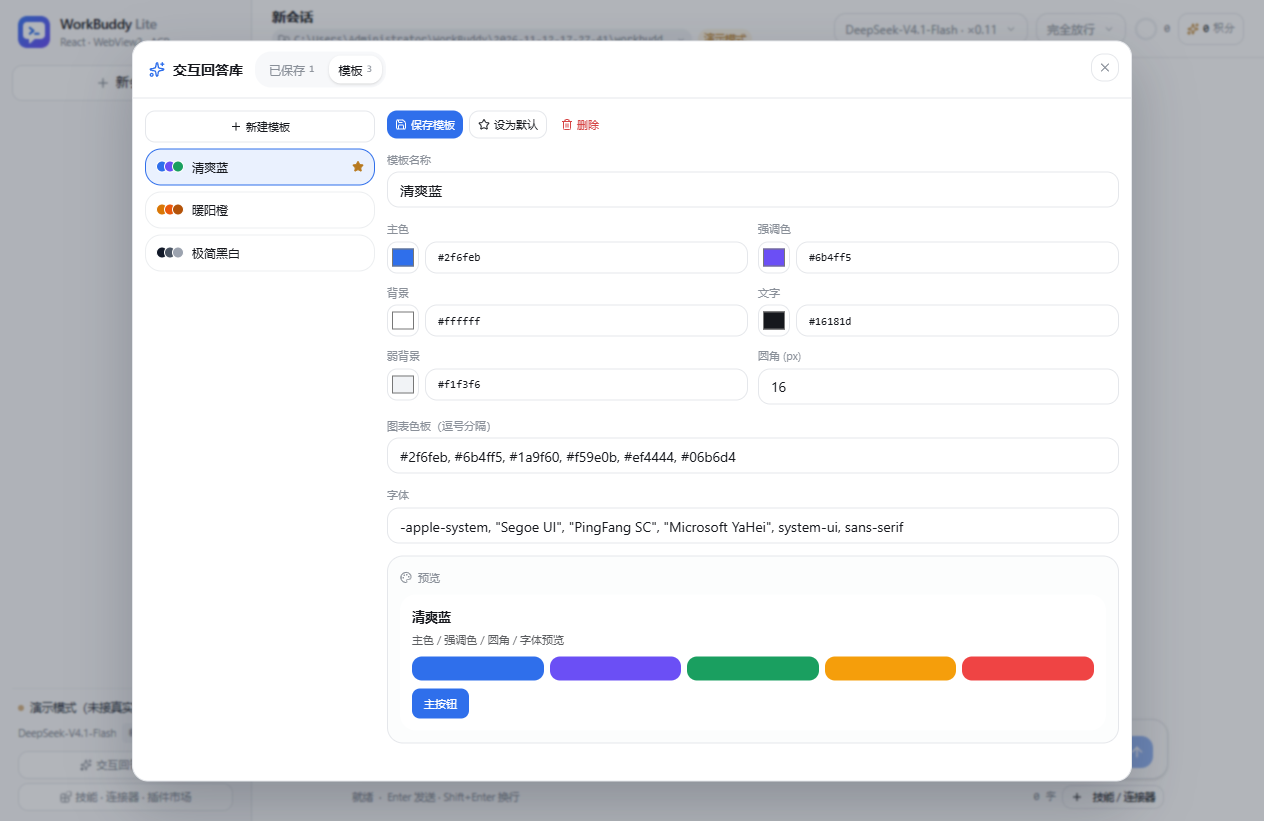 WorkBuddy Lite
新会话
DeepSeek-V4.1-Flash · ×0.11
完全放行
0 积分
交互回答库
已保存 1
模板 3
新建模板
清爽蓝
暖阳橙
极简黑白
保存模板
设为默认
删除
模板名称
清爽蓝
主色
强调色
#2f6feb
#6b4ff5
背景
文字
#ffffff
#16181d
弱背景
圆角 (px)
#f1f3f6
16
图表色板（逗号分隔）
#2f6feb, #6b4ff5, #1a9f60, #f59e0b, #ef4444, #06b6d4
字体
-apple-system, "Segoe UI", "PingFang SC", "Microsoft YaHei", system-ui, sans-serif
预览
清爽蓝
主色 / 强调色 / 圆角 / 字体预览
主按钮
演示模式（未接真实
DeepSeek-V4.1-Flash
交互回
技能 · 连接器 · 插件市场
就绪 · Enter 发送 · Shift+Enter 换行
0 字
技能 / 连接器